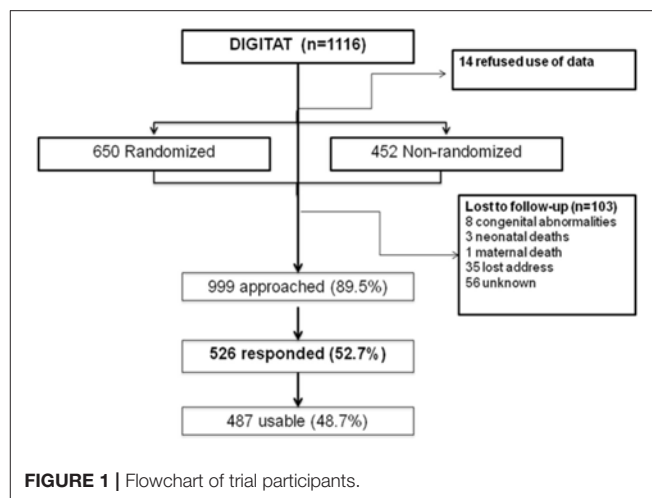 DIGITAT (n=1116)
14 refused use of data
650 Randomized
452 Non-randomized
Lost to follow-up (n=103)
8 congenital abnormalities
3 neonatal deaths
1 maternal death
35 lost address
56 unknown
999 approached (89.5%)
526 responded (52.7%)
487 usable (48.7%)
FIGURE 1 | Flowchart of trial participants.